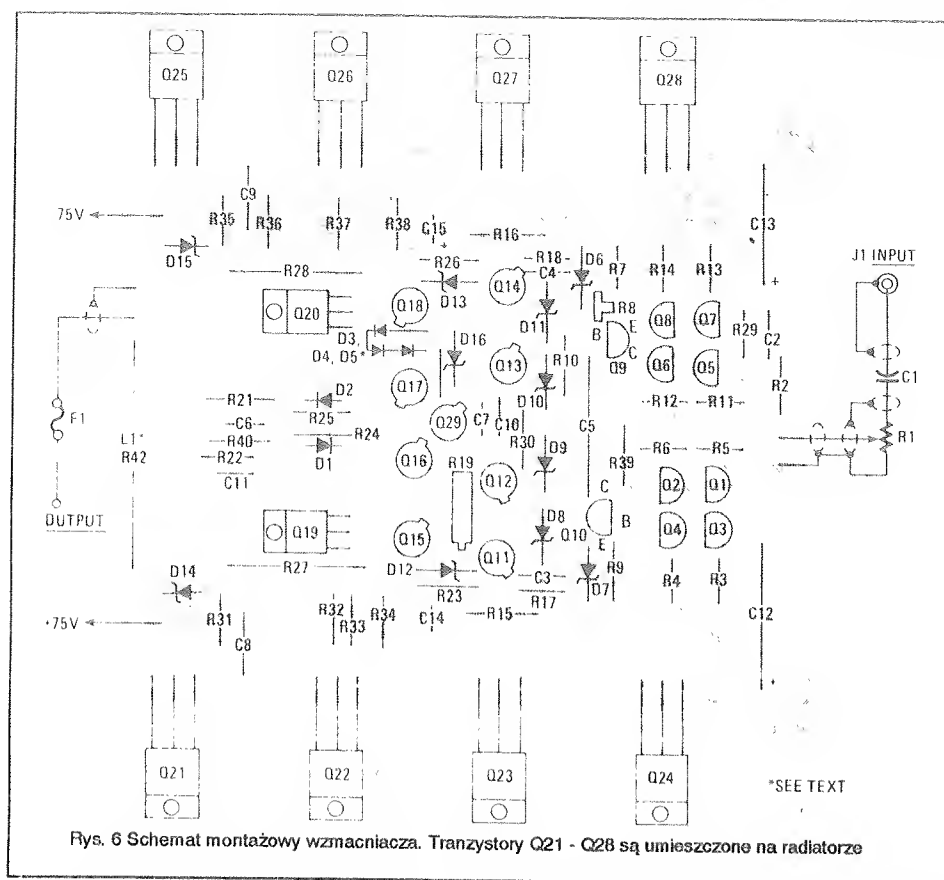 Q25 Q26 Q27 Q28
75V
C9
R35 R36 R37 R38 C15 R16
C13
D15
R28 R26 R18 D6 R7 R14 R13
J1 INPUT
C4
D13 Q14
Q20 Q18 D11 R8 Q8 Q7
B E
R29 C2
D3, D16 C
D4, D5* Q13 R10 Q9 Q6 Q5
R2 C1
D2 Q17 D10
R21 R12 R11
F1 C6 R25 Q29 C7 C10 C5
R40 R24 R30 R1
L1* R22 D1 D9 R39 R6 R5
R42 C11 Q16 R19
Q12 C Q2 Q1
OUTPUT D8 B
Q19 Q15 Q10 Q4 Q3
E
R27 D12 Q11
D14 R23 C3 D7 R9 R4 R3
R17
+75V R31 R32 R33 R34 C14 R15
C8 C12
Q21 Q22 Q23 Q24
*SEE TEXT
Rys. 6 Schemat montażowy wzmacniacza. Tranzystory Q21 - Q28 są umieszczone na radiatorze